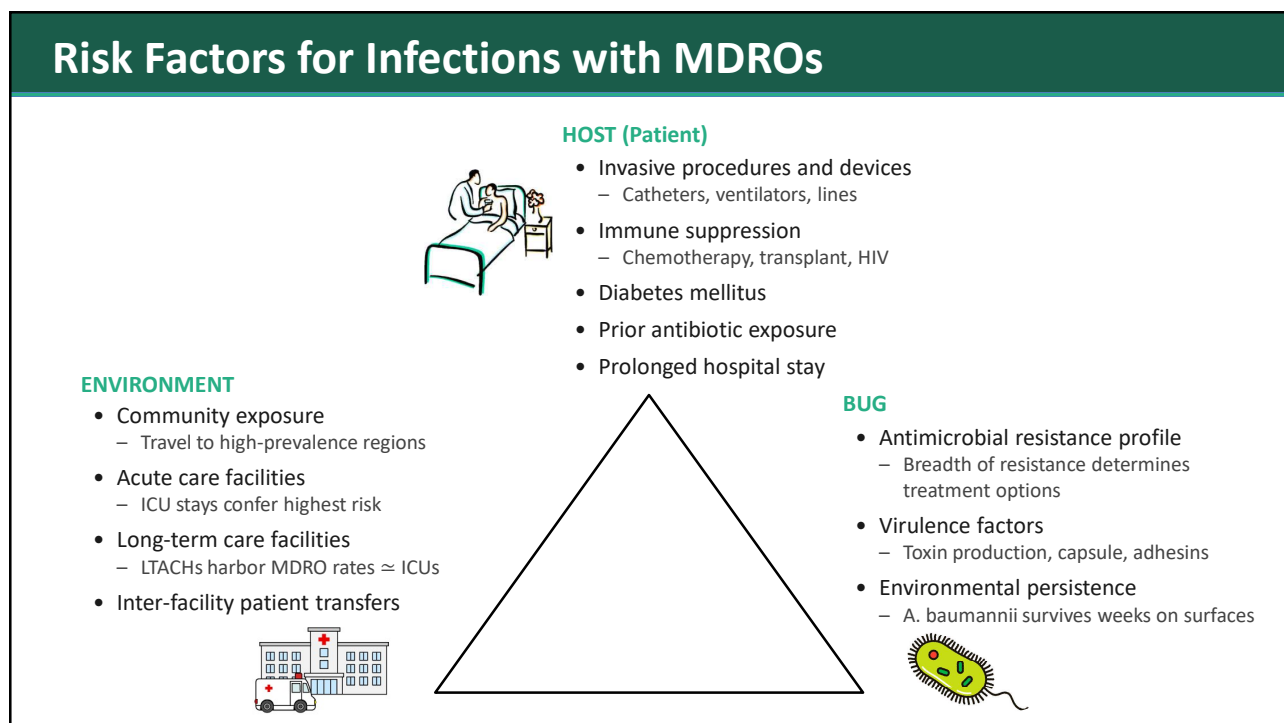 Risk Factors for Infections with MDROs
HOST (Patient)
• Invasive procedures and devices
– Catheters, ventilators, lines
• Immune suppression
– Chemotherapy, transplant, HIV
• Diabetes mellitus
• Prior antibiotic exposure
• Prolonged hospital stay
ENVIRONMENT
• Community exposure
– Travel to high-prevalence regions
• Acute care facilities
– ICU stays confer highest risk
• Long-term care facilities
– LTACHs harbor MDRO rates ≃ ICUs
• Inter-facility patient transfers
BUG
• Antimicrobial resistance profile
– Breadth of resistance determines
treatment options
• Virulence factors
– Toxin production, capsule, adhesins
• Environmental persistence
– A. baumannii survives weeks on surfaces